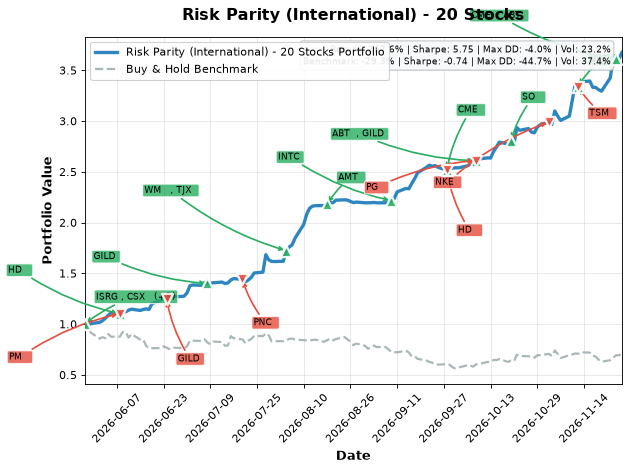 Risk Parity (International) - 20 Stocks
6% | Sharpe: 5.75 | Max DD: -4.0% | Vol: 23.2%
Benchmark: -29.3% | Sharpe: -0.74 | Max DD: -44.7% | Vol: 37.4%
Risk Parity (International) - 20 Stocks Portfolio
Buy & Hold Benchmark
3.5
3.0
2.5
2.0
1.5
1.0
0.5
Portfolio Value
CME
SO
TSM
ABT , GILD
INTC
AMT
PG
NKE
HD
WM , TJX
GILD
HD
ISRG , CSX
PNC
PM
GILD
2026-06-07
2026-06-23
2026-07-09
2026-07-25
2026-08-10
2026-08-26
2026-09-11
2026-09-27
2026-10-13
2026-10-29
2026-11-14
Date